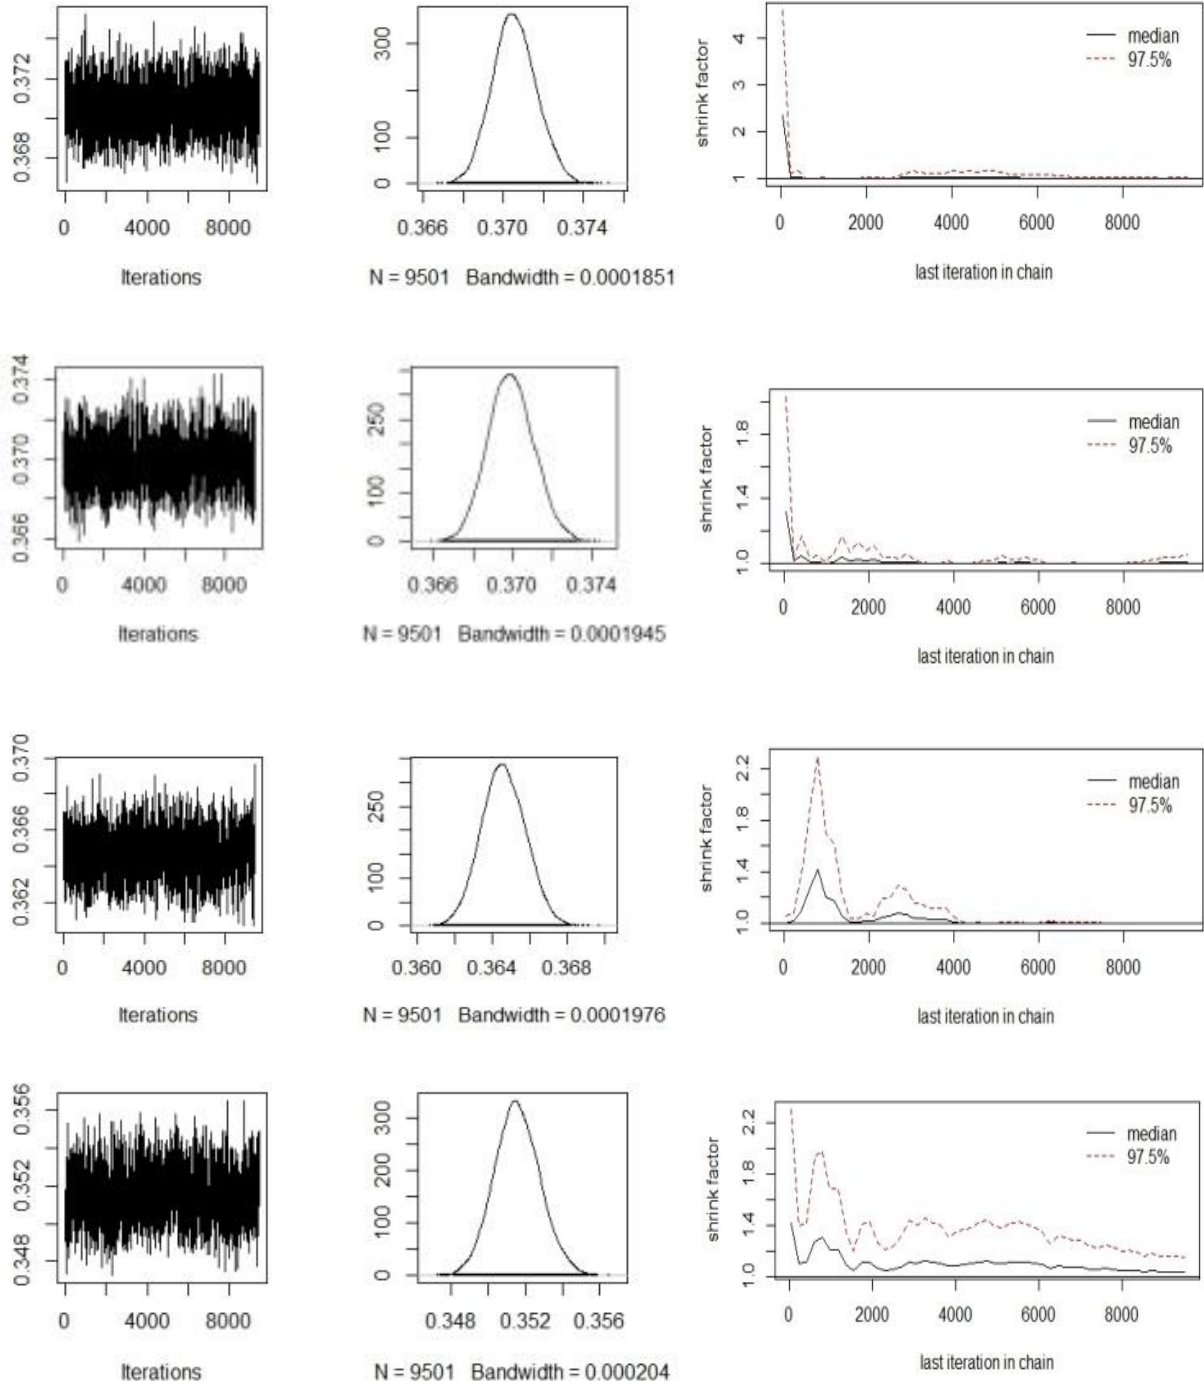 0.368 0.372
0 4000 8000
Iterations
0 100 300
0.366 0.370 0.374
N = 9501 Bandwidth = 0.0001851
shrink factor
1 2 3 4
median
97.5%
0 2000 4000 6000 8000
last iteration in chain
0.366 0.370 0.374
0 4000 8000
Iterations
0 100 250
0.366 0.370 0.374
N = 9501 Bandwidth = 0.0001945
shrink factor
1.0 1.4 1.8
median
97.5%
0 2000 4000 6000 8000
last iteration in chain
0.362 0.366 0.370
0 4000 8000
Iterations
0 100 250
0.360 0.364 0.368
N = 9501 Bandwidth = 0.0001976
shrink factor
1.0 1.4 1.8 2.2
median
97.5%
0 2000 4000 6000 8000
last iteration in chain
0.348 0.352 0.356
0 4000 8000
Iterations
0 100 200 300
0.348 0.352 0.356
N = 9501 Bandwidth = 0.000204
shrink factor
1.0 1.4 1.8 2.2
median
97.5%
0 2000 4000 6000 8000
last iteration in chain